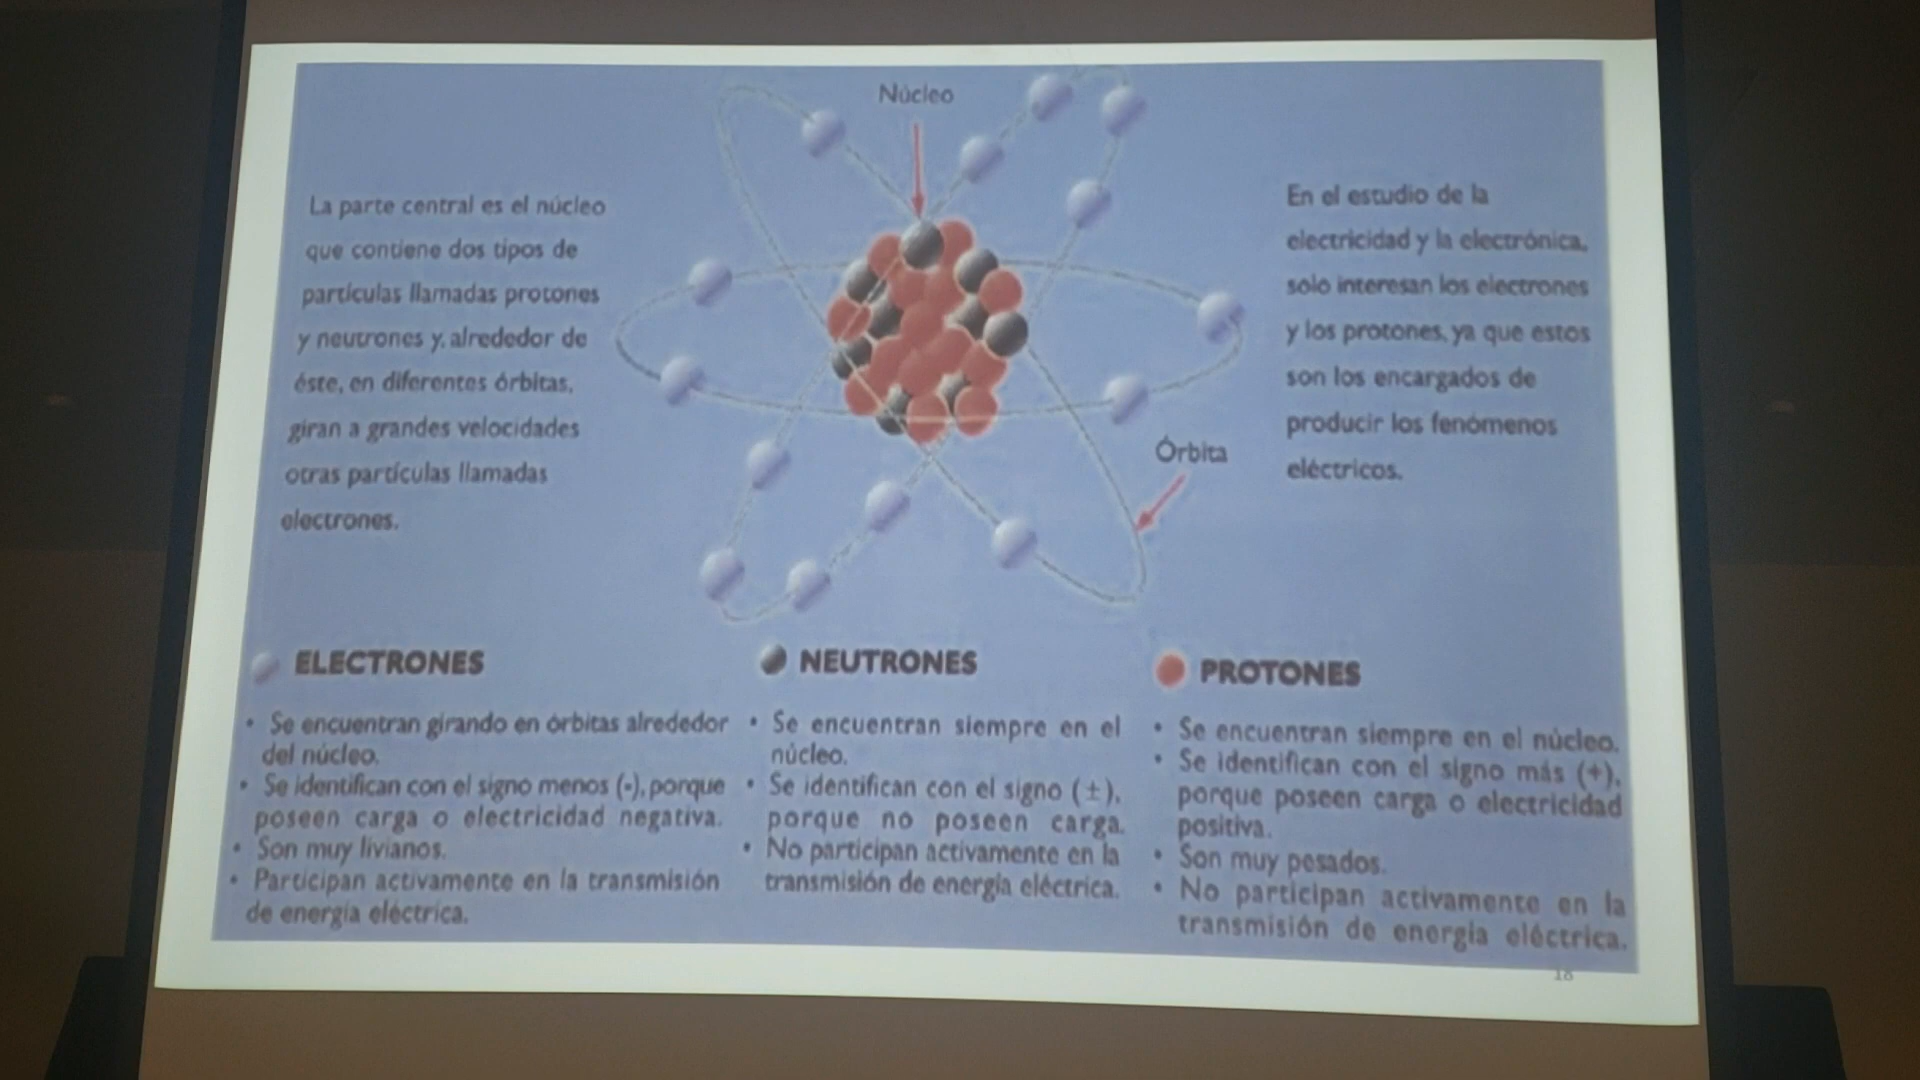 Núcleo
La parte central es el núcleo
que contiene dos tipos de
partículas llamadas protones
y neutrones y, alrededor de
éste, en diferentes órbitas,
giran a grandes velocidades
otras partículas llamadas
electrones.
En el estudio de la
electricidad y la electrónica,
solo interesan los electrones
y los protones, ya que estos
son los encargados de
producir los fenómenos
eléctricos.
Órbita
ELECTRONES
• Se encuentran girando en órbitas alrededor
del núcleo.
• Se identifican con el signo menos (-), porque
poseen carga o electricidad negativa.
• Son muy livianos.
• Participan activamente en la transmisión
de energía eléctrica.
NEUTRONES
• Se encuentran siempre en el
núcleo.
• Se identifican con el signo (±),
porque no poseen carga.
• No participan activamente en la
transmisión de energía eléctrica.
PROTONES
• Se encuentran siempre en el núcleo.
• Se identifican con el signo más (+),
porque poseen carga o electricidad
positiva.
• Son muy pesados.
• No participan activamente en la
transmisión de energía eléctrica.
18